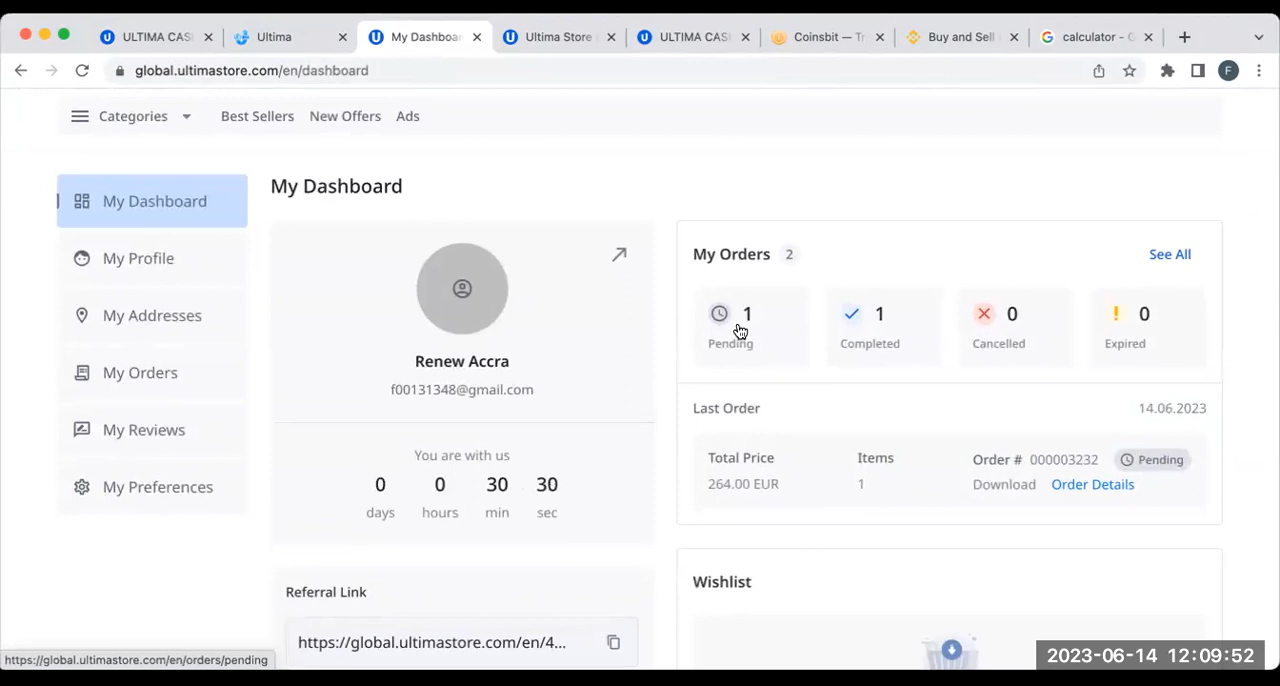 ULTIMA CAS
Ultima
My Dashboar
Ultima Store
ULTIMA CAS
Coinsbit — Tr
Buy and Sell
calculator - G
global.ultimastore.com/en/dashboard
F
Categories
Best Sellers
New Offers
Ads
My Dashboard
My Profile
My Addresses
My Orders
My Reviews
My Preferences
My Dashboard
Renew Accra
f00131348@gmail.com
You are with us
0 0 30 30
days hours min sec
Referral Link
https://global.ultimastore.com/en/4...
My Orders 2
See All
1
Pending
1
Completed
0
Cancelled
0
Expired
Last Order
14.06.2023
Total Price
264.00 EUR
Items
1
Order # 000003232
Pending
Download Order Details
Wishlist
https://global.ultimastore.com/en/orders/pending
2023-06-14 12:09:52